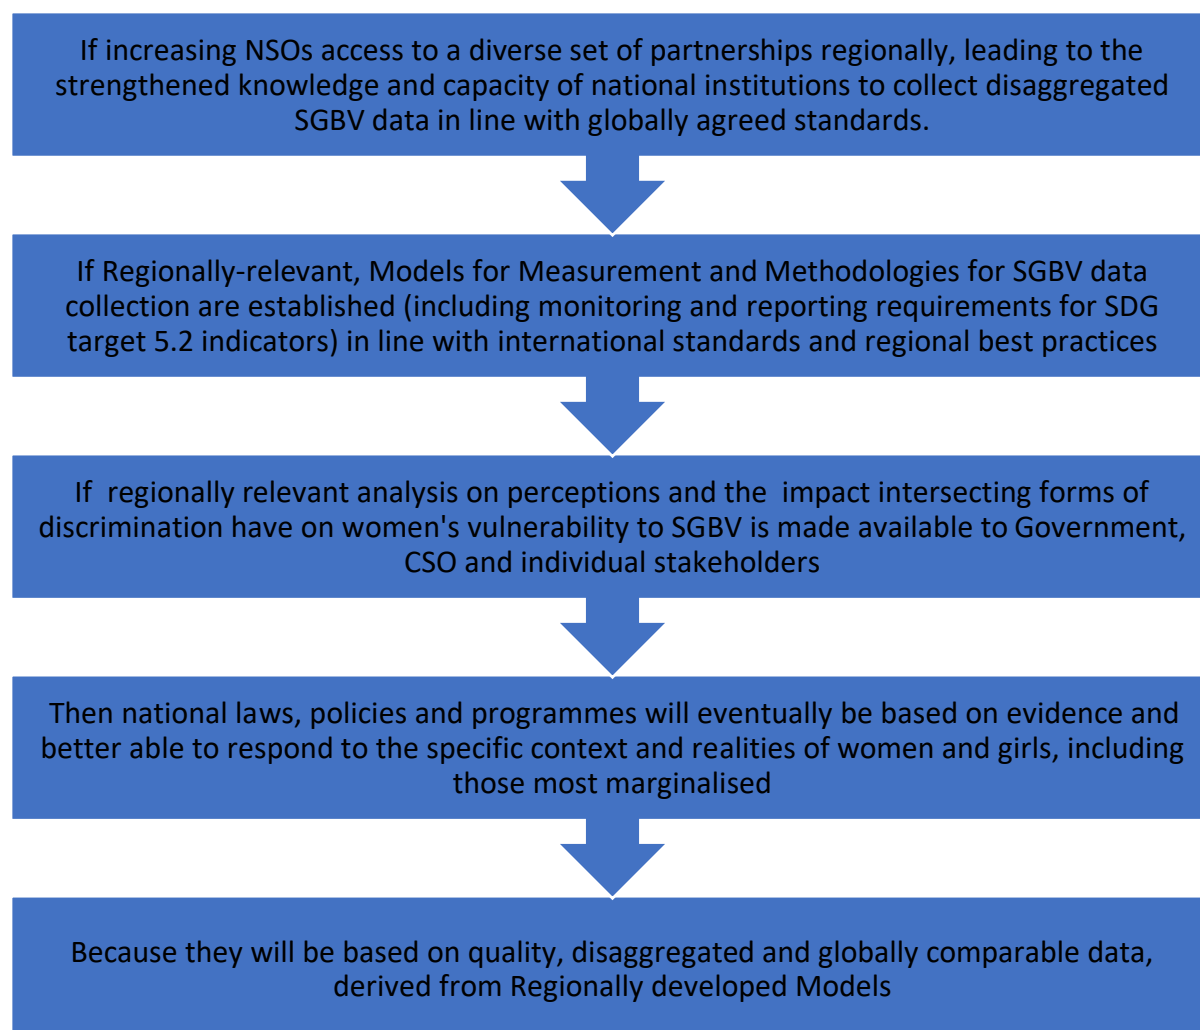 If increasing NSOs access to a diverse set of partnerships regionally, leading to the
strengthened knowledge and capacity of national institutions to collect disaggregated
SGBV data in line with globally agreed standards.
If Regionally-relevant, Models for Measurement and Methodologies for SGBV data
collection are established (including monitoring and reporting requirements for SDG
target 5.2 indicators) in line with international standards and regional best practices
If  regionally relevant analysis on perceptions and the  impact intersecting forms of
discrimination have on women's vulnerability to SGBV is made available to Government,
CSO and individual stakeholders
Then national laws, policies and programmes will eventually be based on evidence and
better able to respond to the specific context and realities of women and girls, including
those most marginalised
Because they will be based on quality, disaggregated and globally comparable data,
derived from Regionally developed Models